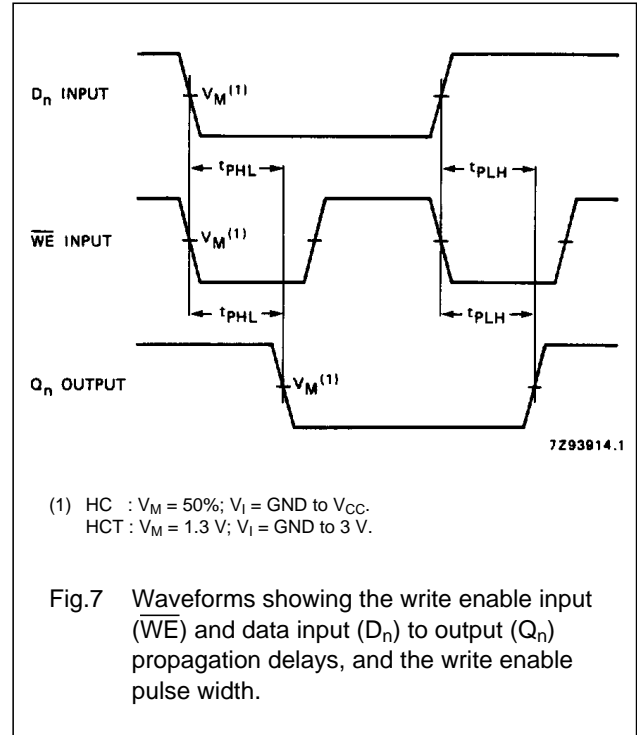 Dn INPUT
VM(1)
tPHL
tPLH
WE INPUT
VM(1)
tPHL
tPLH
Qn OUTPUT
VM(1)
7Z93914.1
(1) HC : VM = 50%; VI = GND to VCC.
HCT : VM = 1.3 V; VI = GND to 3 V.
Fig.7 Waveforms showing the write enable input
(WE) and data input (Dn) to output (Qn)
propagation delays, and the write enable
pulse width.